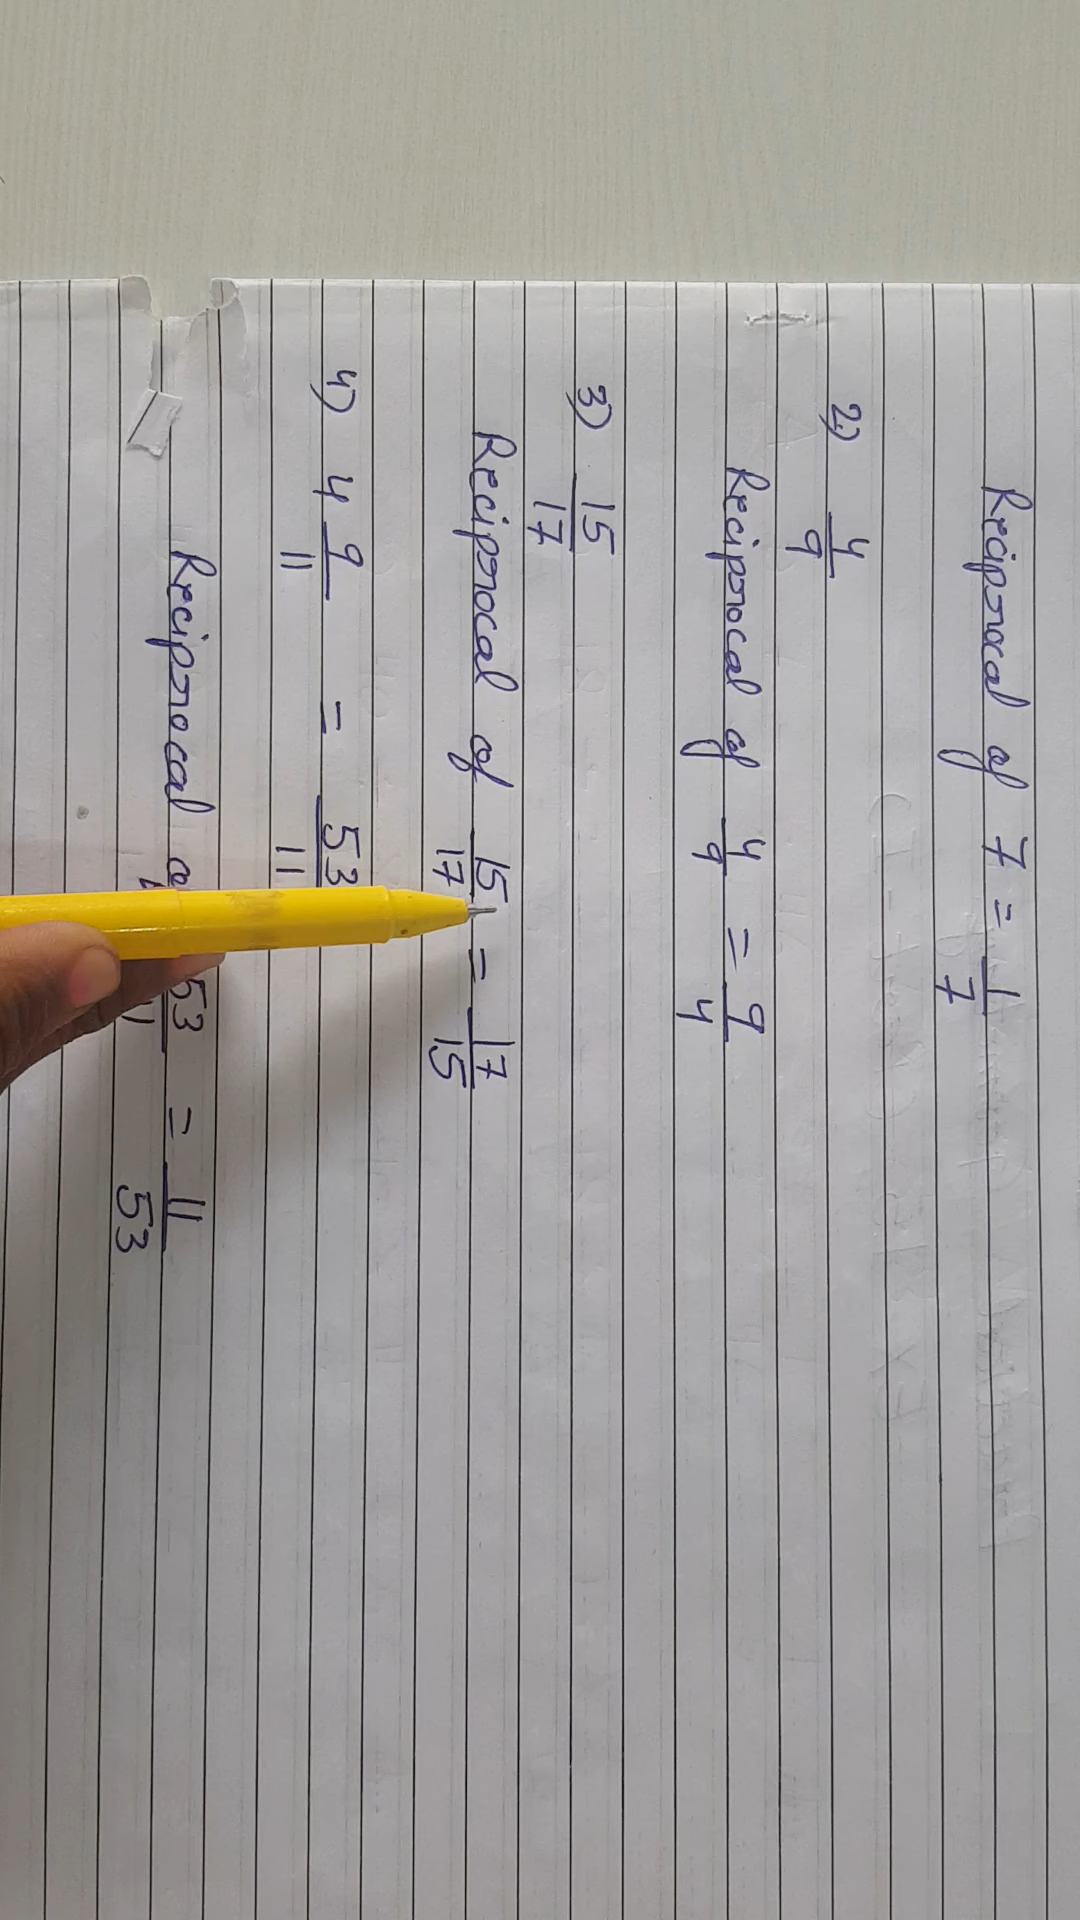 Reciprocal of 7 = 1/7
2) 4/9
Reciprocal of 4/9 = 9/4
3) 15/17
Reciprocal of 15/17 = 17/15
4) 4 9/11 = 53/11
Reciprocal 53/11 = 11/53